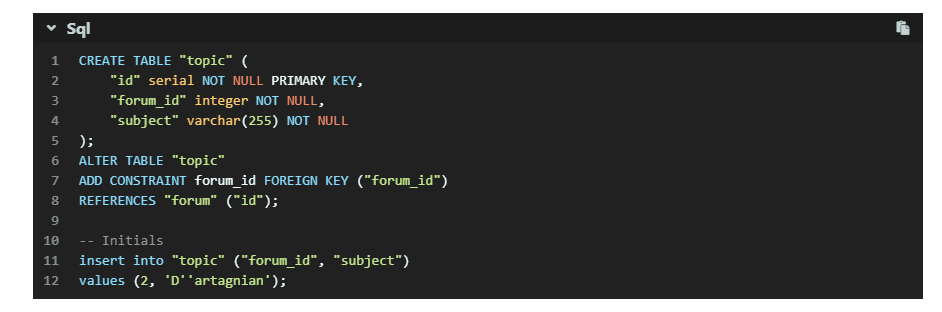 Sql
1 CREATE TABLE "topic" (
2     "id" serial NOT NULL PRIMARY KEY,
3     "forum_id" integer NOT NULL,
4     "subject" varchar(255) NOT NULL
5 );
6 ALTER TABLE "topic"
7 ADD CONSTRAINT forum_id FOREIGN KEY ("forum_id")
8 REFERENCES "forum" ("id");
9
10 -- Initials
11 insert into "topic" ("forum_id", "subject")
12 values (2, 'D''artagnian');